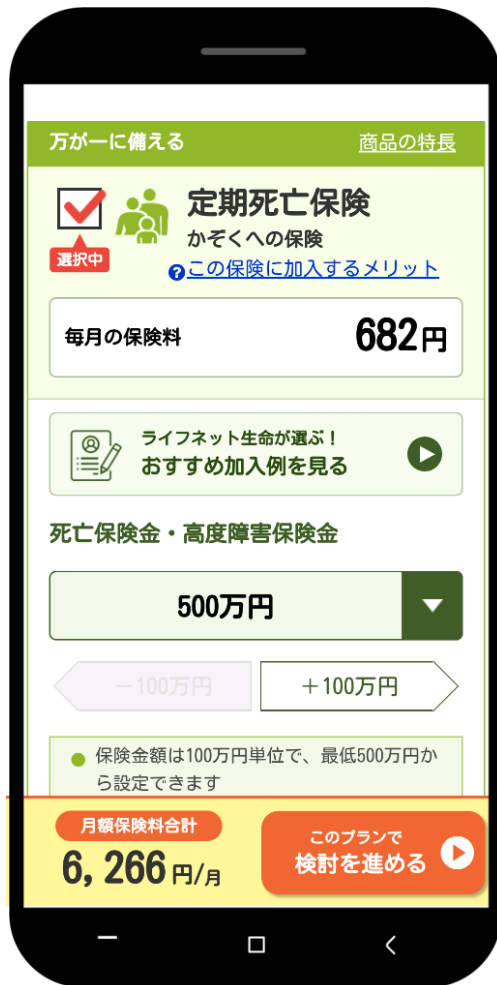 万が一に備える 商品の特長
定期死亡保険
かぞくへの保険
選択中
?この保険に加入するメリット
毎月の保険料 682円
ライフネット生命が選ぶ！
おすすめ加入例を見る
死亡保険金・高度障害保険金
500万円
－100万円 ＋100万円
● 保険金額は100万円単位で、最低500万円か
ら設定できます
月額保険料合計
6,266円/月
このプランで
検討を進める